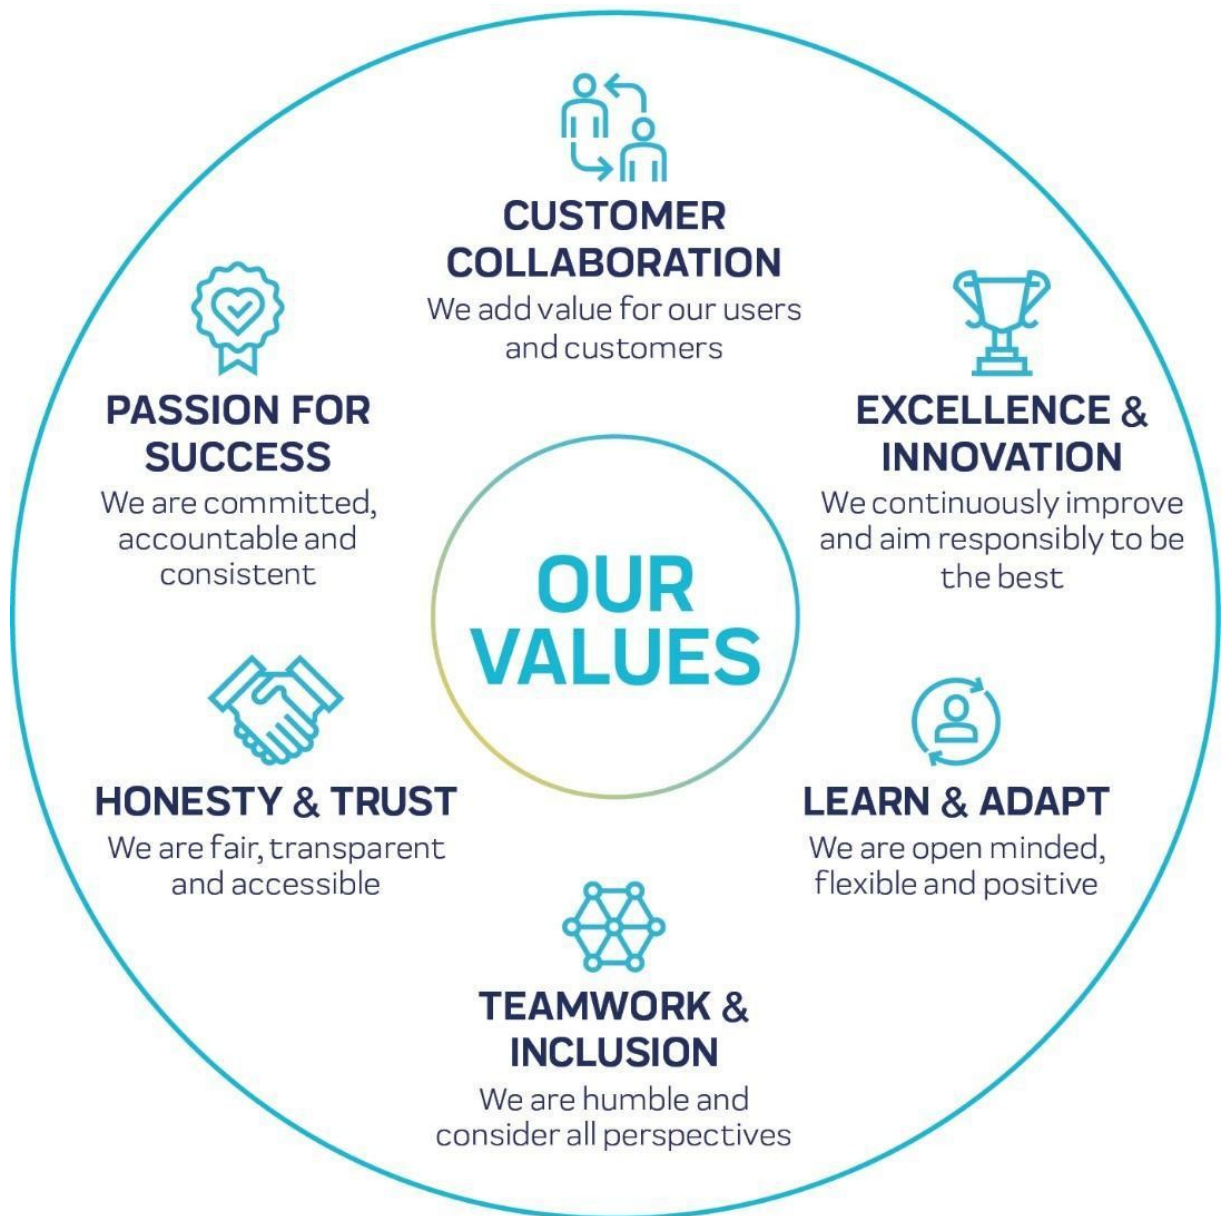 CUSTOMER
COLLABORATION
We add value for our users
and customers
EXCELLENCE &
INNOVATION
We continuously improve
and aim responsibly to be
the best
LEARN & ADAPT
We are open minded,
flexible and positive
TEAMWORK &
INCLUSION
We are humble and
consider all perspectives
HONESTY & TRUST
We are fair, transparent
and accessible
PASSION FOR
SUCCESS
We are committed,
accountable and
consistent
OUR
VALUES